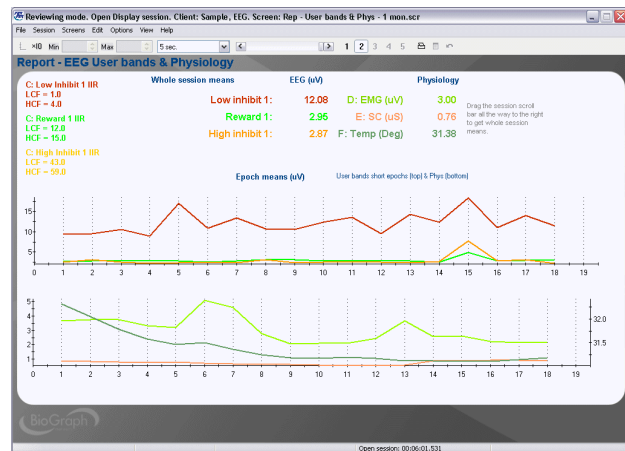 Reviewing mode. Open Display session. Client: Sample, EEG. Screen: Rep - User bands & Phys - 1 mon.scr
File Session Screens Edit Options View Help
×10 Min Max 5 sec. 1 2 3 4 5
Report - EEG User bands & Physiology
C: Low Inhibit 1 IIR
LCF = 1.0
HCF = 4.0
C: Reward 1 IIR
LCF = 12.0
HCF = 15.0
C: High Inhibit 1 IIR
LCF = 43.0
HCF = 59.0
Whole session means EEG (uV) Physiology
Low inhibit 1: 12.08 D: EMG (uV) 3.00
Reward 1: 2.95 E: SC (uS) 0.76
High inhibit 1: 2.87 F: Temp (Deg) 31.38
Drag the session scroll
bar all the way to the right
to get whole session
means.
Epoch means (uV) User bands short epochs (top) & Phys (bottom)
15
10
5
0 1 2 3 4 5 6 7 8 9 10 11 12 13 14 15 16 17 18 19
5
4
3
2
1
32.0
31.5
0 1 2 3 4 5 6 7 8 9 10 11 12 13 14 15 16 17 18 19
BioGraph
Open session: 00:06:01.531